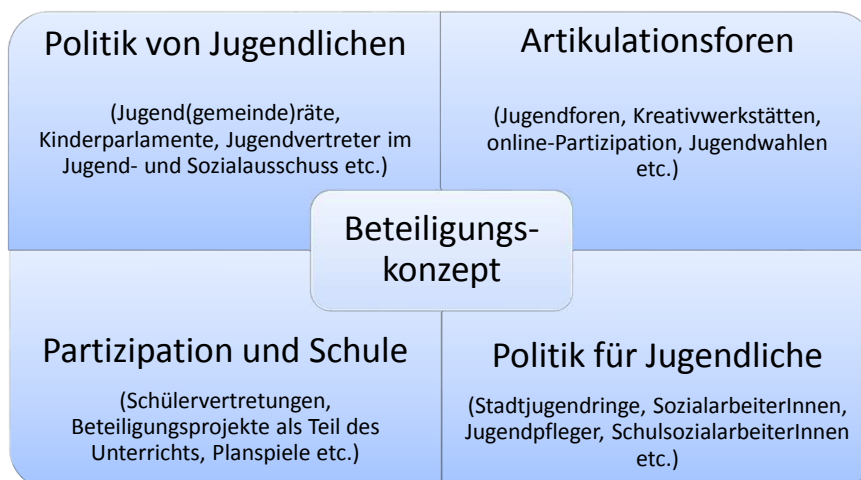 Politik von Jugendlichen
(Jugend(gemeinde)räte,
Kinderparlamente, Jugendvertreter im
Jugend- und Sozialausschuss etc.)
Artikulationsforen
(Jugendforen, Kreativwerkstätten,
online-Partizipation, Jugendwahlen
etc.)
Beteiligungs-
konzept
Partizipation und Schule
(Schülervertretungen,
Beteiligungsprojekte als Teil des
Unterrichts, Planspiele etc.)
Politik für Jugendliche
(Stadtjugendringe, SozialarbeiterInnen,
Jugendpfleger, SchulsozialarbeiterInnen
etc.)